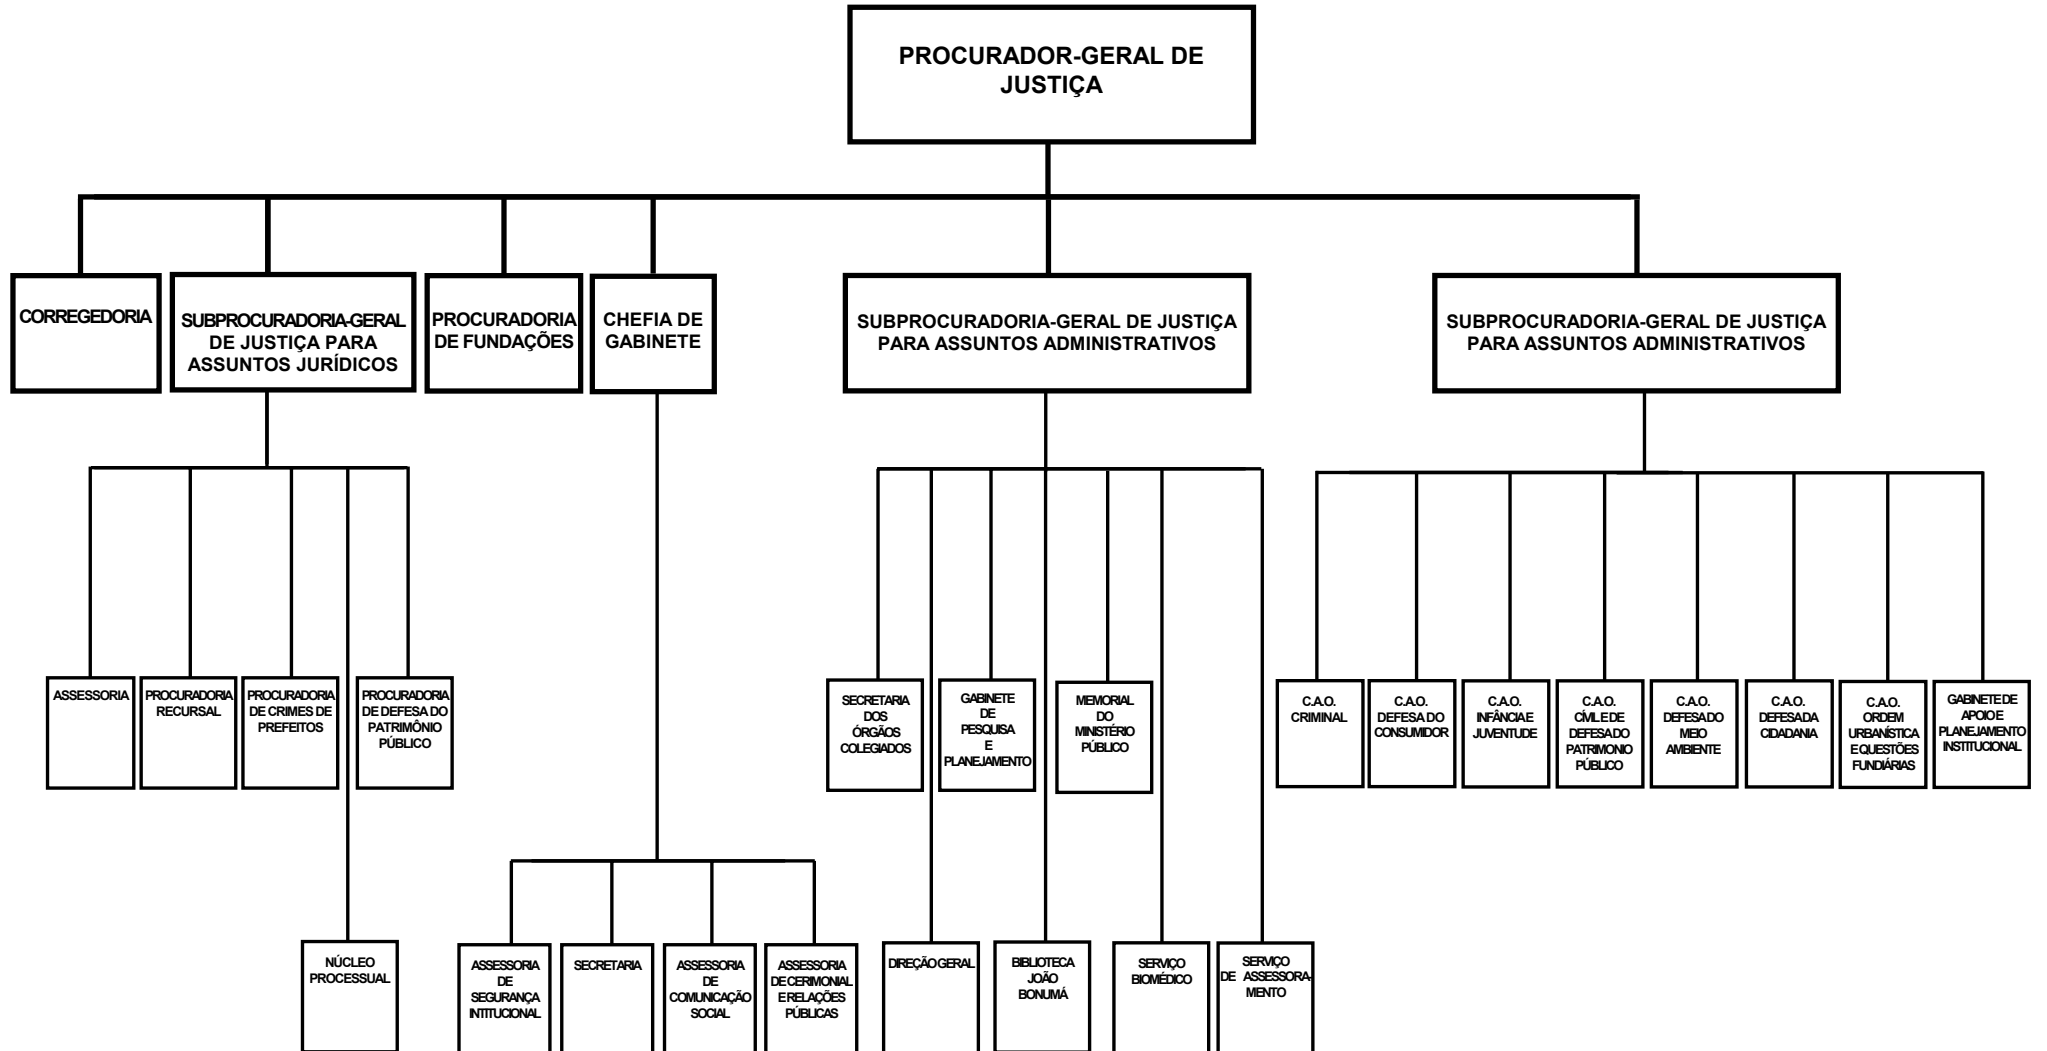 PROCURADOR-GERAL DE
JUSTIÇA
CORREGEDORIA
SUBPROCURADORIA-GERAL
DE JUSTIÇA PARA
ASSUNTOS JURÍDICOS
PROCURADORIA
DE FUNDAÇÕES
CHEFIA DE
GABINETE
SUBPROCURADORIA-GERAL DE JUSTIÇA
PARA ASSUNTOS ADMINISTRATIVOS
SUBPROCURADORIA-GERAL DE JUSTIÇA
PARA ASSUNTOS ADMINISTRATIVOS
ASSESSORIA
PROCURADORIA
RECURSAL
PROCURADORIA
DE CRIMES DE
PREFEITOS
PROCURADORIA
DE DEFESA DO
PATRIMÔNIO
PÚBLICO
SECRETARIA
DOS
ÓRGÃOS
COLEGIADOS
GABINETE
DE
PESQUISA
E
PLANEJAMENTO
MEMORIAL
DO
MINISTÉRIO
PÚBLICO
C.A.O.
CRIMINAL
C.A.O.
DEFESA DO
CONSUMIDOR
C.A.O.
INFÂNCIA E
JUVENTUDE
C.A.O.
CÍVIL E DE
DEFESA DO
PATRIMONIO
PÚBLICO
C.A.O.
DEFESA DO
MEIO
AMBIENTE
C.A.O.
DEFESA DA
CIDADANIA
C.A.O.
ORDEM
URBANÍSTICA
E QUESTÕES
FUNDIÁRIAS
GABINETE DE
APOIO E
PLANEJAMENTO
INSTITUCIONAL
NÚCLEO
PROCESSUAL
ASSESSORIA
DE
SEGURANÇA
INTITUCIONAL
SECRETARIA
ASSESSORIA
DE
COMUNICAÇÃO
SOCIAL
ASSESSORIA
DE CERIMONIAL
E RELAÇÕES
PÚBLICAS
DIREÇÃO GERAL
BIBLIOTECA
JOÃO
BONUMÁ
SERVIÇO
BIOMÉDICO
SERVIÇO
DE ASSESSORA-
MENTO